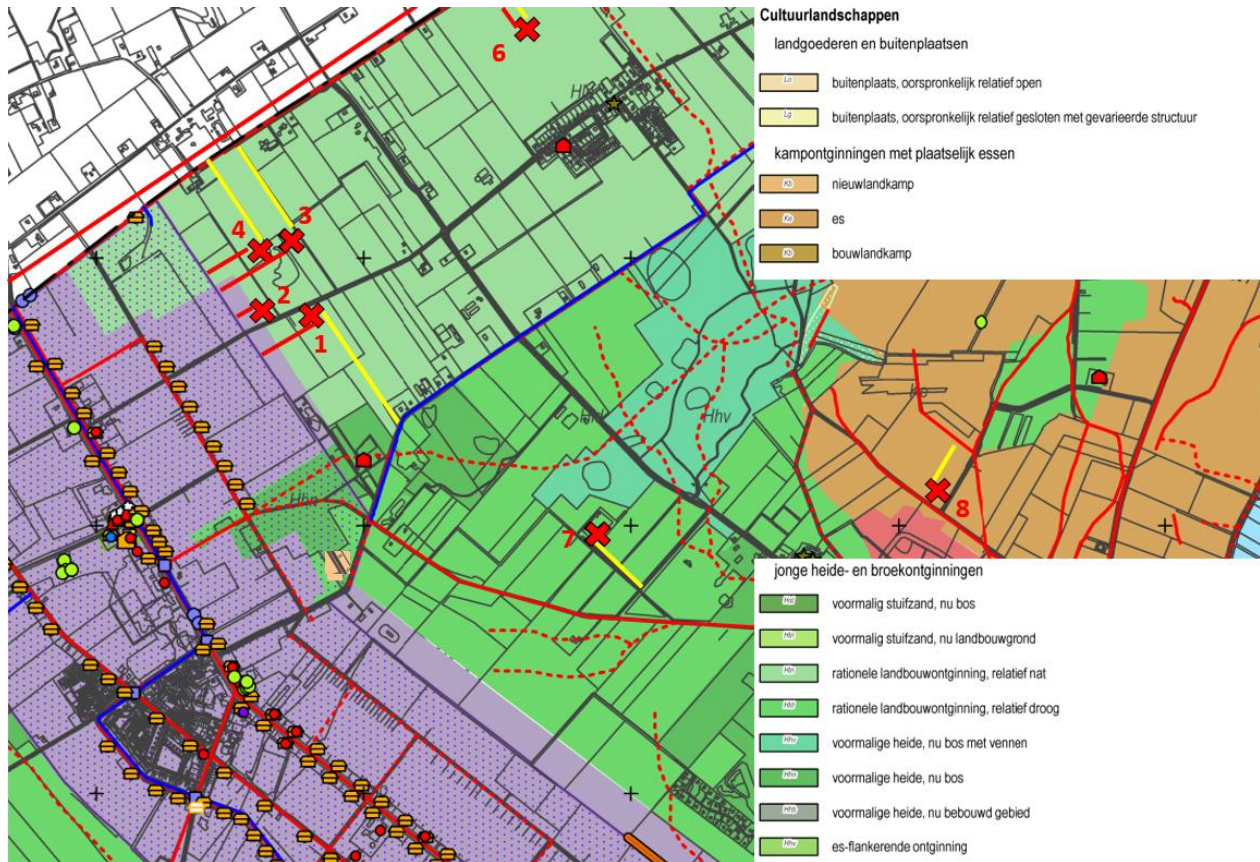 Cultuurlandschappen
landgoederen en buitenplaatsen
Lo buitenplaats, oorspronkelijk relatief open
Lg buitenplaats, oorspronkelijk relatief gesloten met gevarieerde structuur
kampontginningen met plaatselijk essen
nieuwlandkamp
es
bouwlandkamp
6
3
4
2
1
Hhv
8
7
Hhn
jonge heide- en broekontginningen
voormalig stuifzand, nu bos
voormalig stuifzand, nu landbouwgrond
rationele landbouwontginning, relatief nat
rationele landbouwontginning, relatief droog
voormalige heide, nu bos met vennen
voormalige heide, nu bos
voormalige heide, nu bebouwd gebied
es-flankerende ontginning